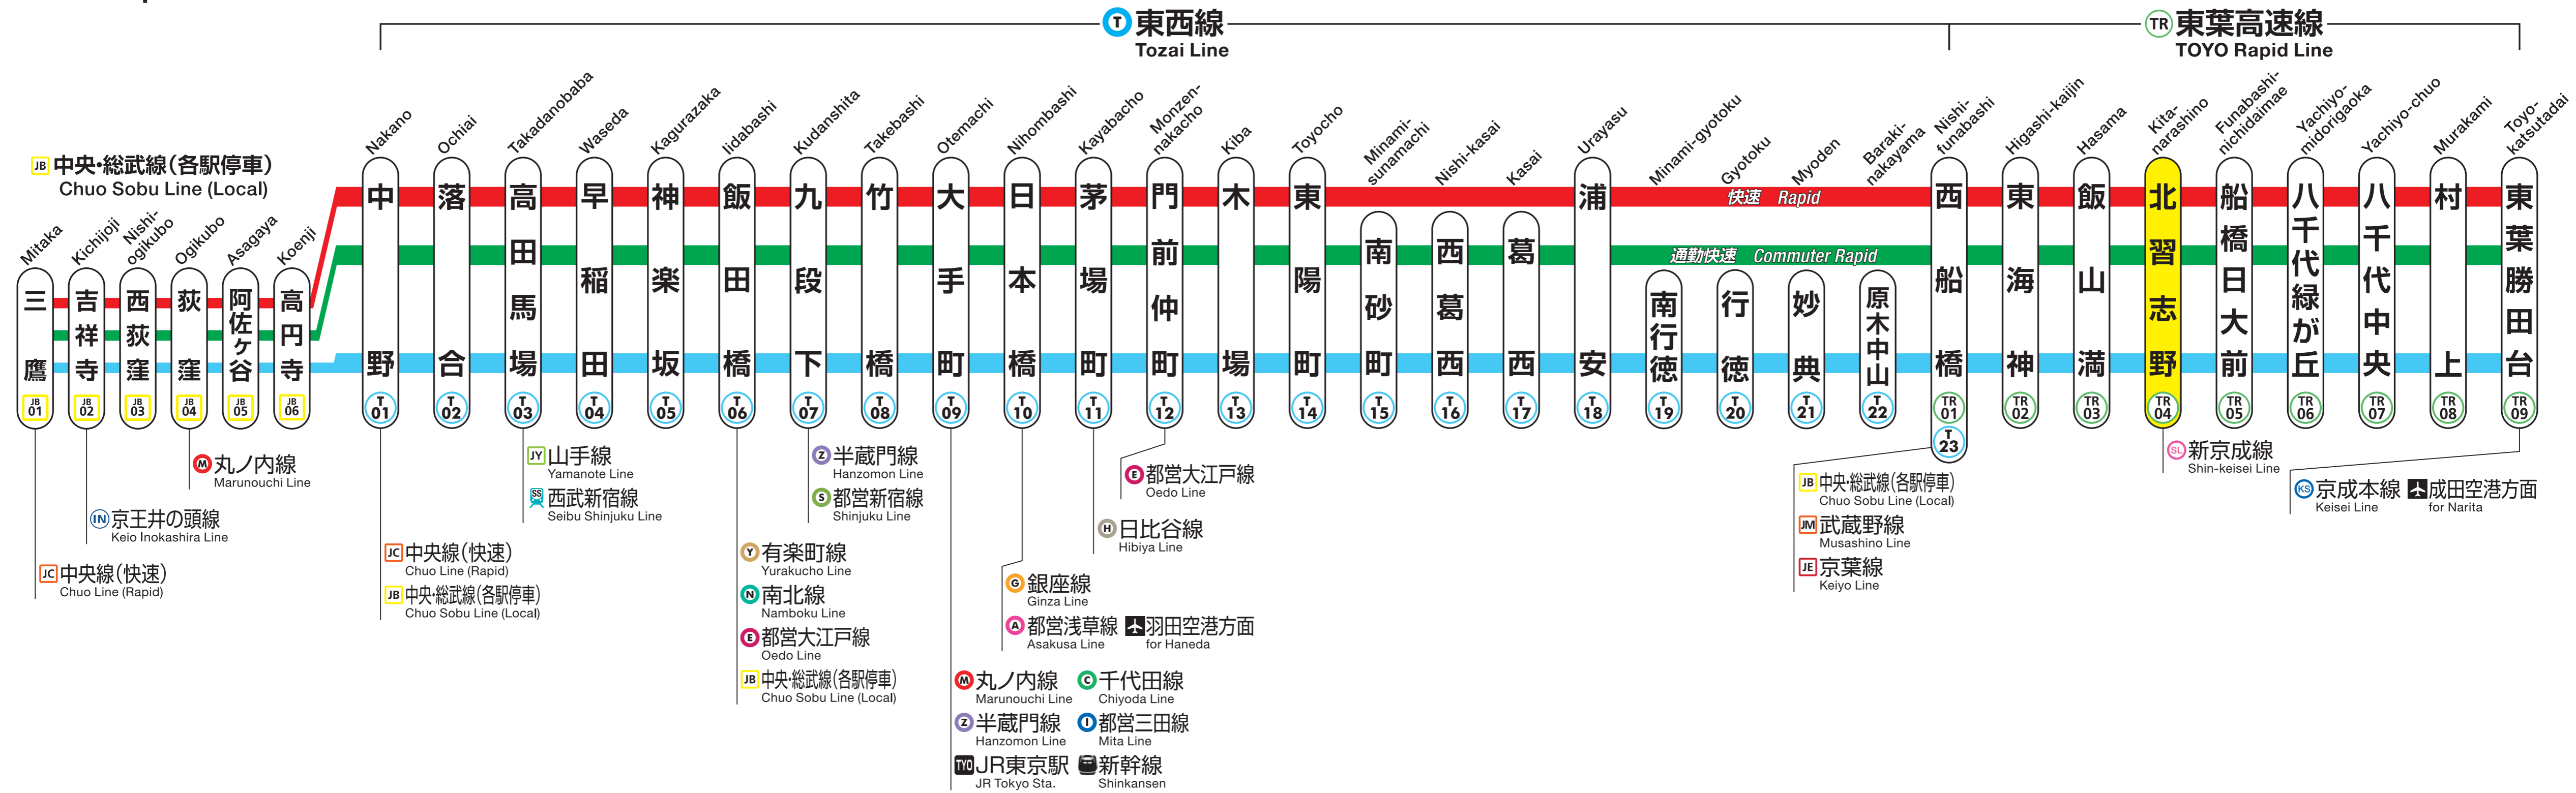 T 東西線
Tozai Line
TR 東葉高速線
TOYO Rapid Line
JB 中央・総武線（各駅停車）
Chuo Sobu Line (Local)
Mitaka
Kichijoji
Nishi-
ogikubo
Ogikubo
Asagaya
Koenji
Nakano
Ochiai
Takadanobaba
Waseda
Kagurazaka
Iidabashi
Kudanshita
Takebashi
Otemachi
Nihombashi
Kayabacho
Monzen-
nakacho
Kiba
Toyocho
Minami-
sunamachi
Nishi-kasai
Kasai
Urayasu
Minami-gyotoku
Gyotoku
Myoden
Baraki-
nakayama
Nishi-
funabashi
Higashi-kaijin
Hasama
Kita-
narashino
Funabashi-
nichidaimae
Yachiyo-
midorigaoka
Yachiyo-chuo
Murakami
Toyo-
katsutadai
快速 Rapid
通勤快速 Commuter Rapid
三鷹
JB
01
吉祥寺
JB
02
西荻窪
JB
03
荻窪
JB
04
阿佐ヶ谷
JB
05
高円寺
JB
06
中野
T
01
落合
T
02
高田馬場
T
03
早稲田
T
04
神楽坂
T
05
飯田橋
T
06
九段下
T
07
竹橋
T
08
大手町
T
09
日本橋
T
10
茅場町
T
11
門前仲町
T
12
木場
T
13
東陽町
T
14
南砂町
T
15
西葛西
T
16
葛西
T
17
浦安
T
18
南行徳
T
19
行徳
T
20
妙典
T
21
原木中山
T
22
西船橋
TR
01
T
23
東海神
TR
02
飯山満
TR
03
北習志野
TR
04
船橋日大前
TR
05
八千代緑が丘
TR
06
八千代中央
TR
07
村上
TR
08
東葉勝田台
TR
09
JC 中央線（快速）
Chuo Line (Rapid)
IN 京王井の頭線
Keio Inokashira Line
M 丸ノ内線
Marunouchi Line
JC 中央線（快速）
Chuo Line (Rapid)
JB 中央・総武線（各駅停車）
Chuo Sobu Line (Local)
JY 山手線
Yamanote Line
SS 西武新宿線
Seibu Shinjuku Line
Y 有楽町線
Yurakucho Line
N 南北線
Namboku Line
E 都営大江戸線
Oedo Line
JB 中央・総武線（各駅停車）
Chuo Sobu Line (Local)
Z 半蔵門線
Hanzomon Line
S 都営新宿線
Shinjuku Line
M 丸ノ内線 C 千代田線
Marunouchi Line Chiyoda Line
Z 半蔵門線 I 都営三田線
Hanzomon Line Mita Line
TYO JR東京駅 新幹線
JR Tokyo Sta. Shinkansen
G 銀座線
Ginza Line
A 都営浅草線 羽田空港方面
Asakusa Line for Haneda
H 日比谷線
Hibiya Line
E 都営大江戸線
Oedo Line
JB 中央・総武線（各駅停車）
Chuo Sobu Line (Local)
JM 武蔵野線
Musashino Line
JE 京葉線
Keiyo Line
SL 新京成線
Shin-keisei Line
KS 京成本線 成田空港方面
Keisei Line for Narita